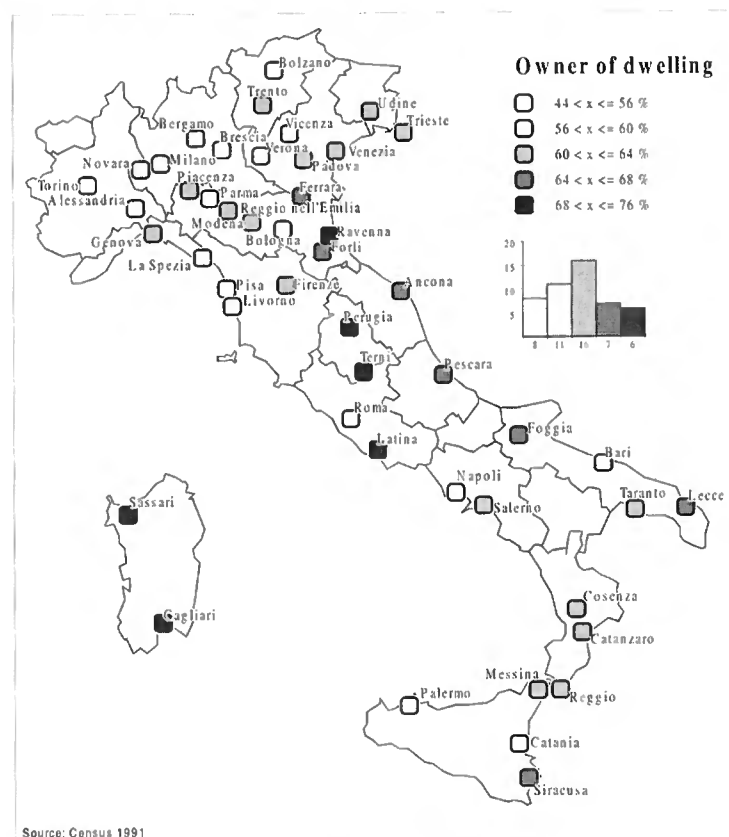 Owner of dwelling
44 < x <= 56 %
56 < x <= 60 %
60 < x <= 64 %
64 < x <= 68 %
68 < x <= 76 %
20
15
10
5
8 11 16 7 6
Bolzano
Trento
Udine
Trieste
Bergamo
Brescia
Vicenza
Verona
Venezia
Padova
Novara
Milano
Torino
Piacenza
Parma
Ferrara
Alessandria
Modena
Reggio nell'Emilia
Genova
Bologna
Ravenna
Forli
La Spezia
Pisa
Firenze
Ancona
Livorno
Perugia
Terni
Pescara
Roma
Latina
Foggia
Bari
Napoli
Salerno
Taranto
Lecce
Sassari
Cagliari
Cosenza
Catanzaro
Messina
Reggio
Palermo
Catania
Siracusa
Source: Census 1991